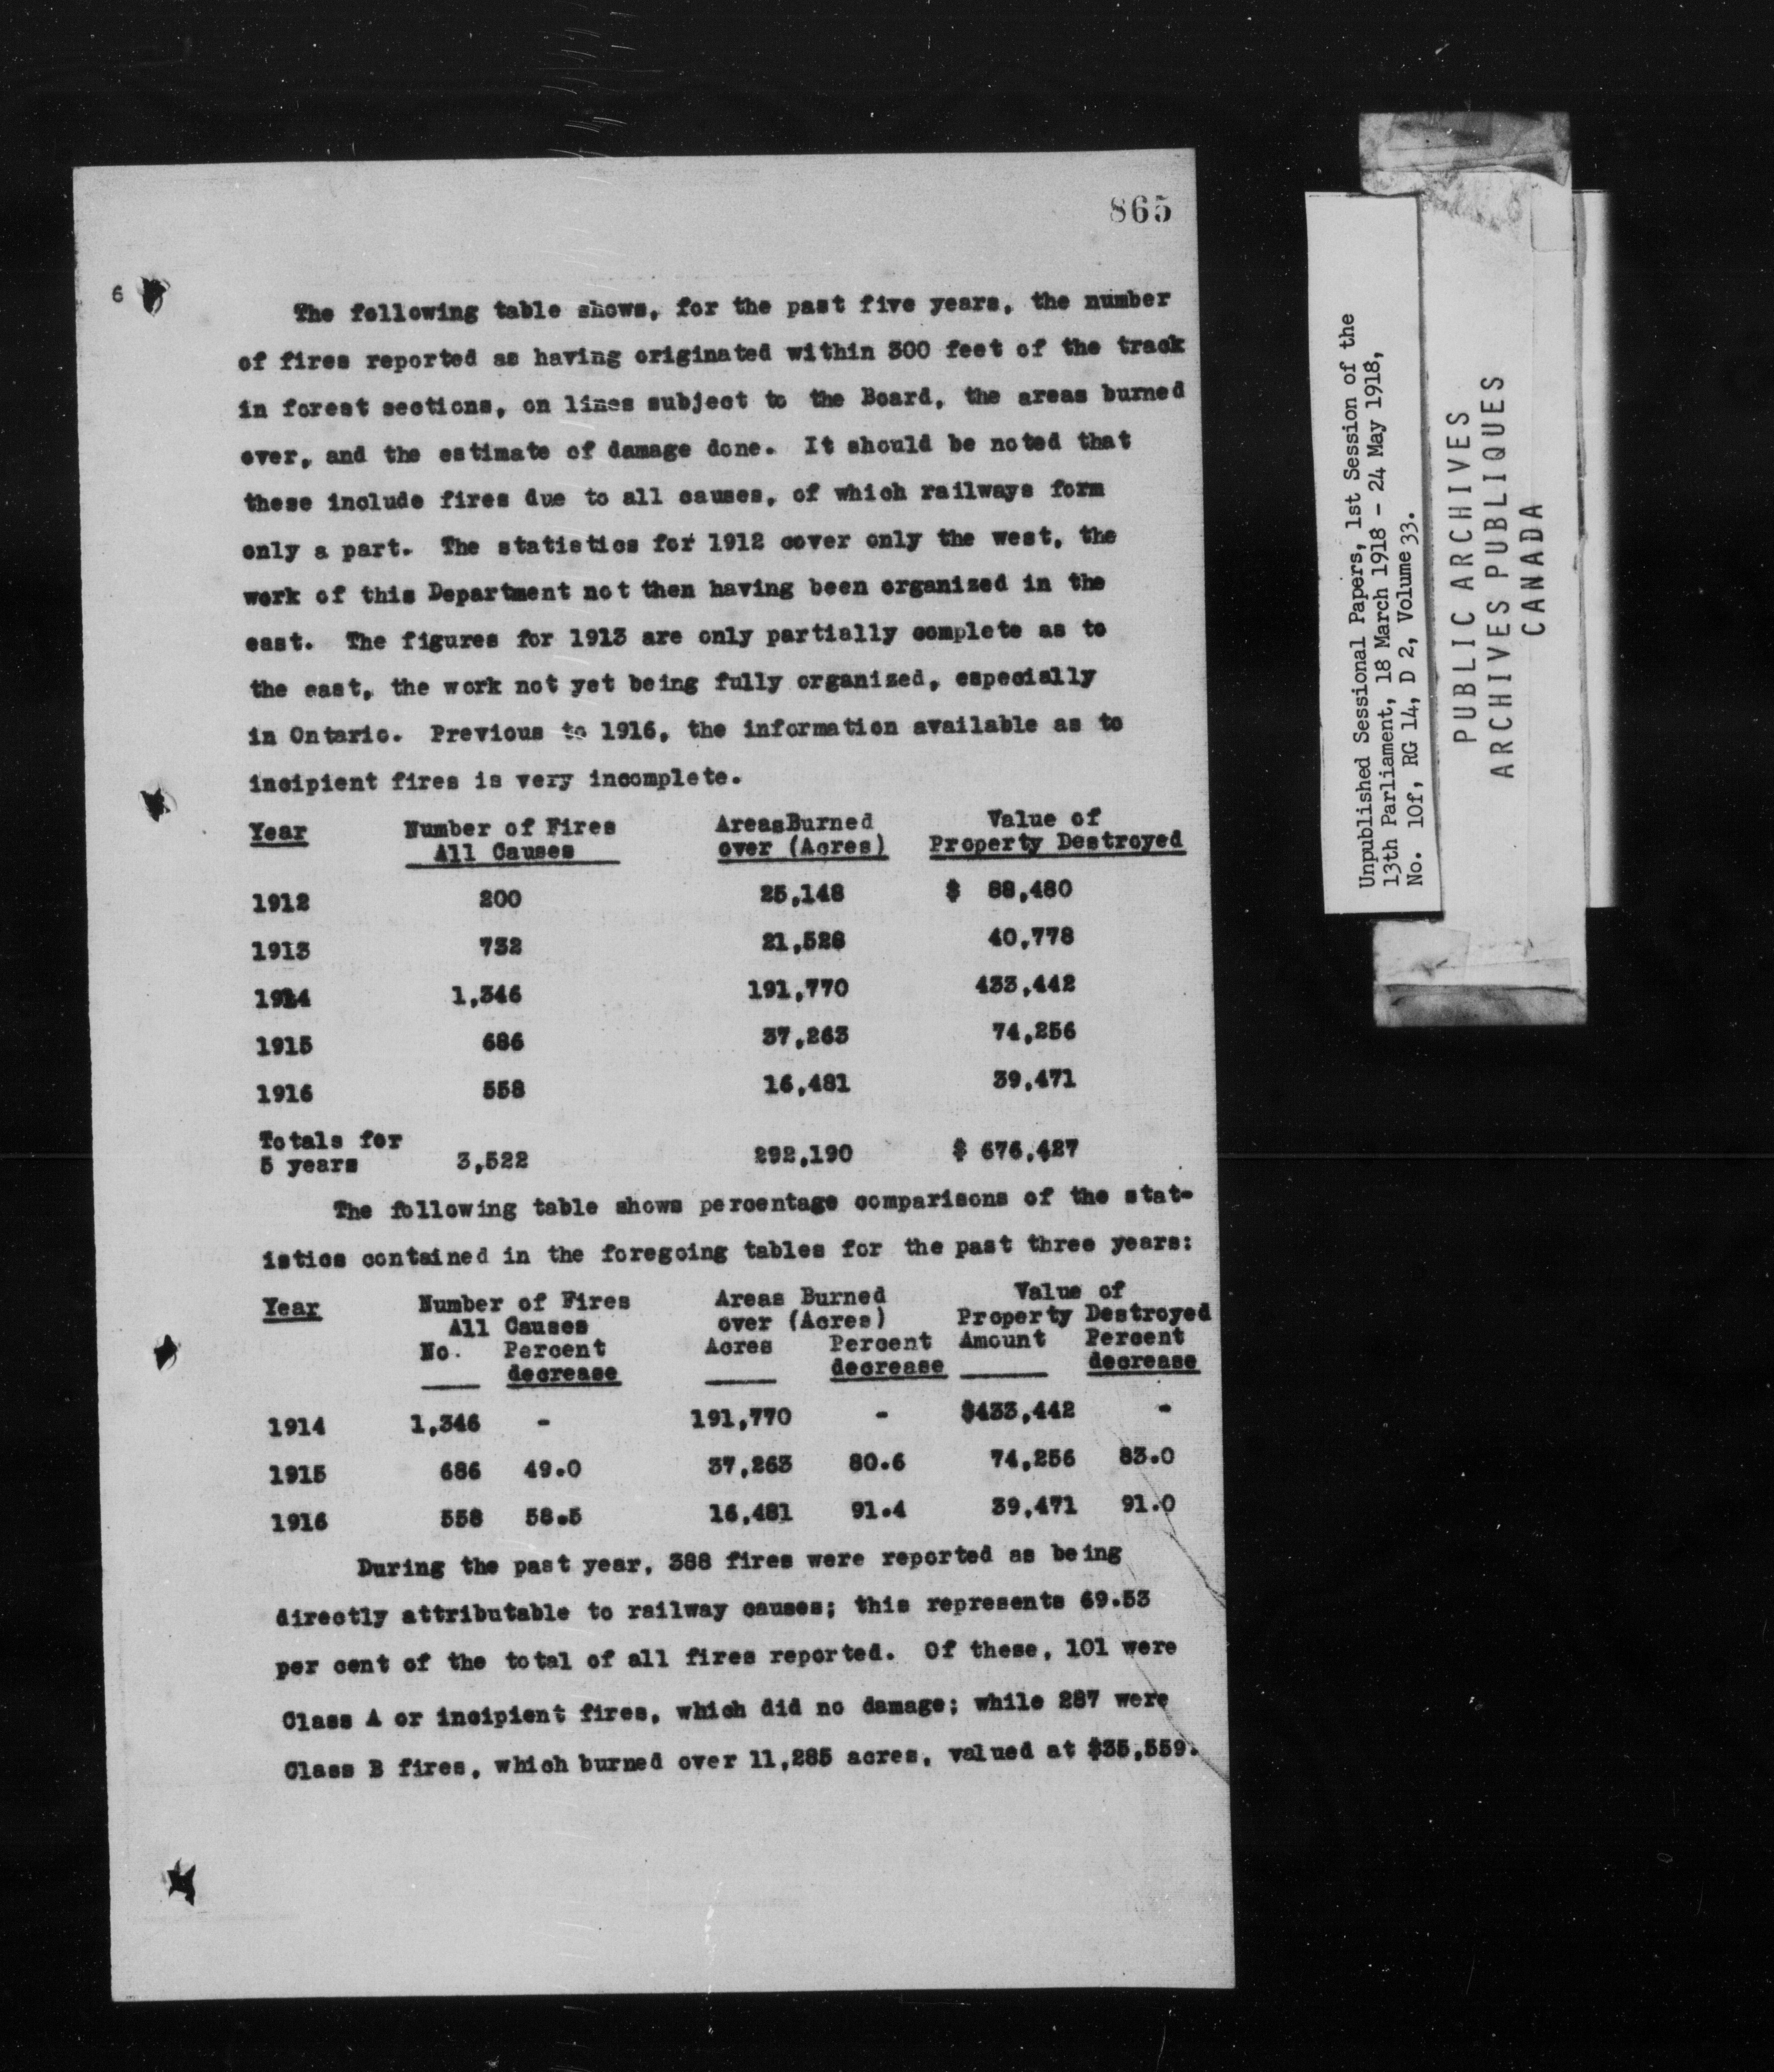 865
6
The following table shows, for the past five years, the number
of fires reported as having originated within 300 feet of the track
in forest sections, on lines subject to the Board, the areas burned
over, and the estimate of damage done. It should be noted that
these include fires due to all causes, of which railways form
only a part. The statistics for 1912 cover only the west, the
work of this Department not then having been organized in the
east. The figures for 1913 are only partially complete as to
the east, the work not yet being fully organized, especially
in Ontario. Previous to 1916, the information available as to
incipient fires is very incomplete.
Year Number of Fires AreasBurned Value of
All Causes over (Acres) Property Destroyed
1912 200 25,148 $ 88,480
1913 732 21,528 40,778
1914 1,346 191,770 433,442
1915 686 37,263 74,256
1916 558 16,481 39,471
Totals for
5 years 3,522 292,190 $ 676,427
The following table shows percentage comparisons of the stat-
istics contained in the foregoing tables for the past three years:
Year Number of Fires Areas Burned Value of
All Causes over (Acres) Property Destroyed
No. Percent Acres Percent Amount Percent
decrease decrease decrease
1914 1,346 - 191,770 - $433,442 -
1915 686 49.0 37,263 80.6 74,256 83.0
1916 558 58.5 16,481 91.4 39,471 91.0
During the past year, 388 fires were reported as being
directly attributable to railway causes; this represents 69.53
per cent of the total of all fires reported. Of these, 101 were
Class A or incipient fires, which did no damage; while 287 were
Class B fires, which burned over 11,285 acres, valued at $35,559.
Unpublished Sessional Papers, 1st Session of the
13th Parliament, 18 March 1918 - 24 May 1918,
No. 10f, RG 14, D 2, Volume 33.
PUBLIC ARCHIVES
ARCHIVES PUBLIQUES
CANADA